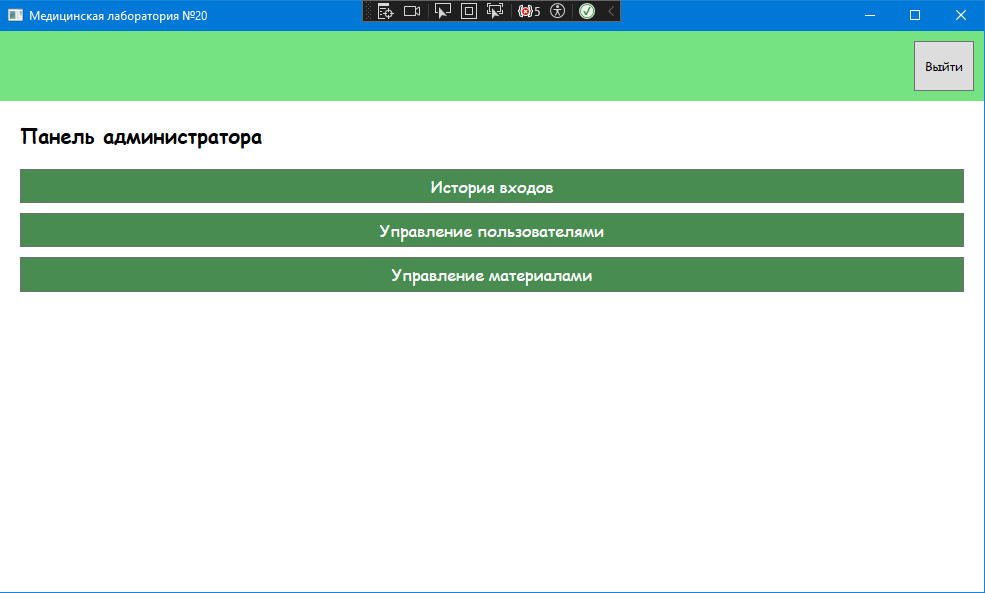 Медицинская лаборатория №20
5
Выйти
Панель администратора
История входов
Управление пользователями
Управление материалами